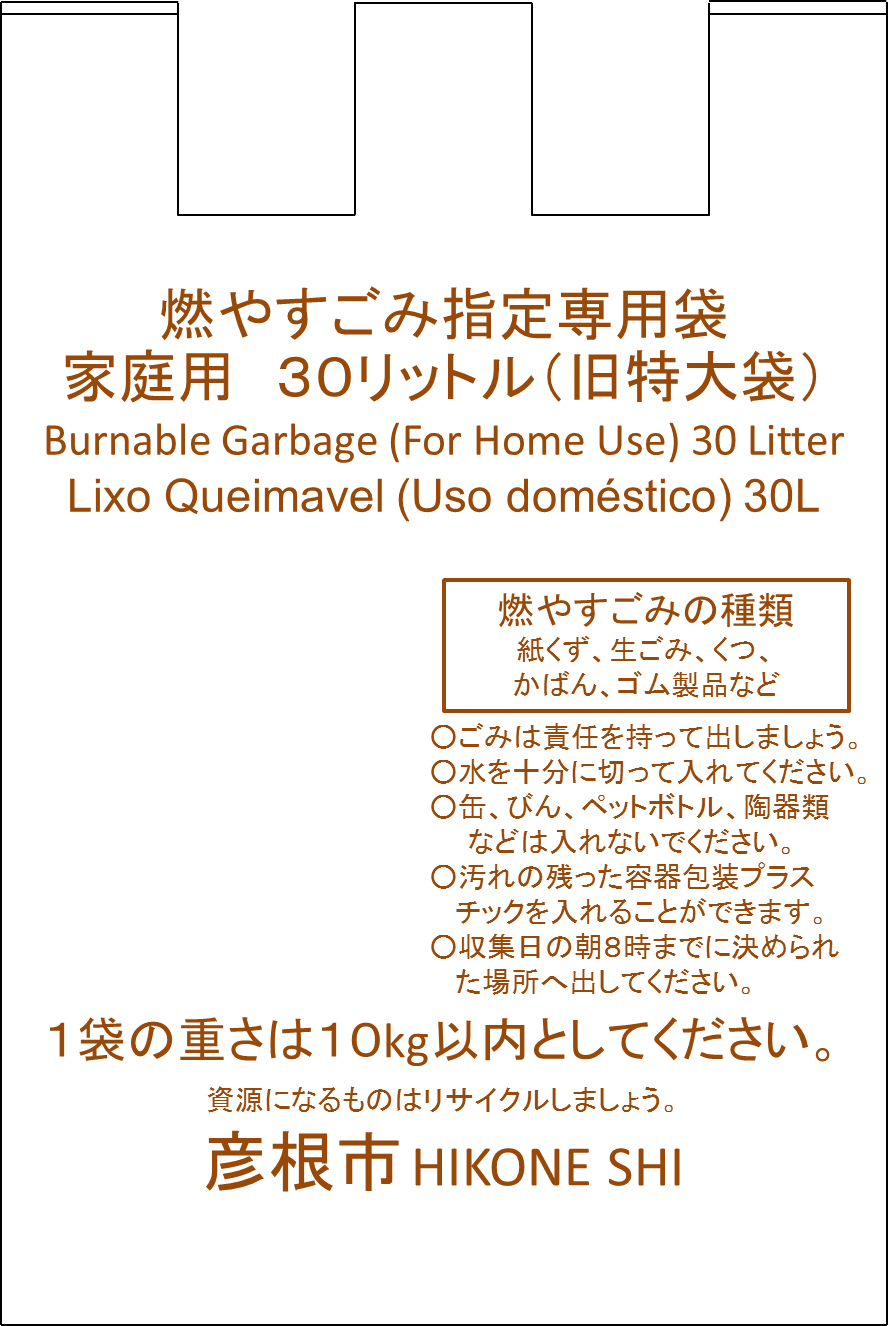 燃やすごみ指定専用袋
家庭用　３０リットル（旧特大袋）
Burnable Garbage (For Home Use) 30 Litter
Lixo Queimavel (Uso doméstico) 30L
燃やすごみの種類
紙くず、生ごみ、くつ、
かばん、ゴム製品など
〇ごみは責任を持って出しましょう。
〇水を十分に切って入れてください。
〇缶、びん、ペットボトル、陶器類
などは入れないでください。
〇汚れの残った容器包装プラス
チックを入れることができます。
〇収集日の朝８時までに決められ
た場所へ出してください。
１袋の重さは１０kg以内としてください。
資源になるものはリサイクルしましょう。
彦根市 HIKONE SHI